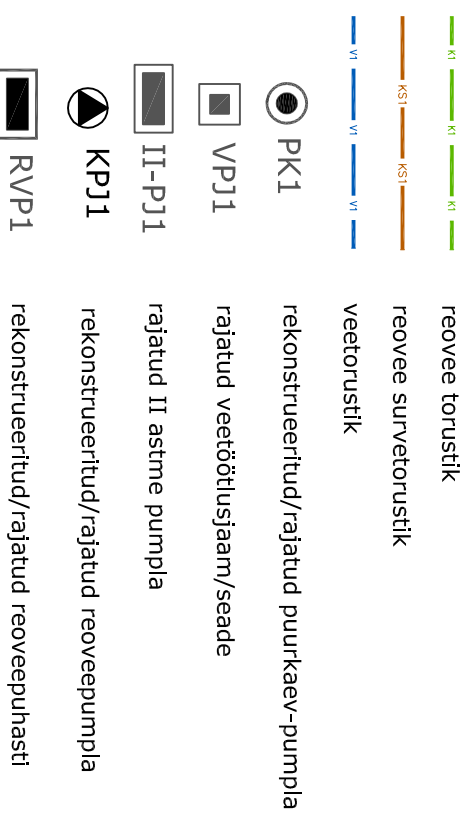 K1 K1 K1 reovee torustik
KS1 KS1 reovee survetorustik
V1 V1 V1 veetorustik
PK1 rekonstrueeritud/rajatud puurkaev-pumpla
VPJ1 rajatud veetöötlusjaam/seade
II-PJ1 rajatud II astme pumpla
KPJ1 rekonstrueeritud/rajatud reoveepumpla
RVP1 rekonstrueeritud/rajatud reoveepuhasti